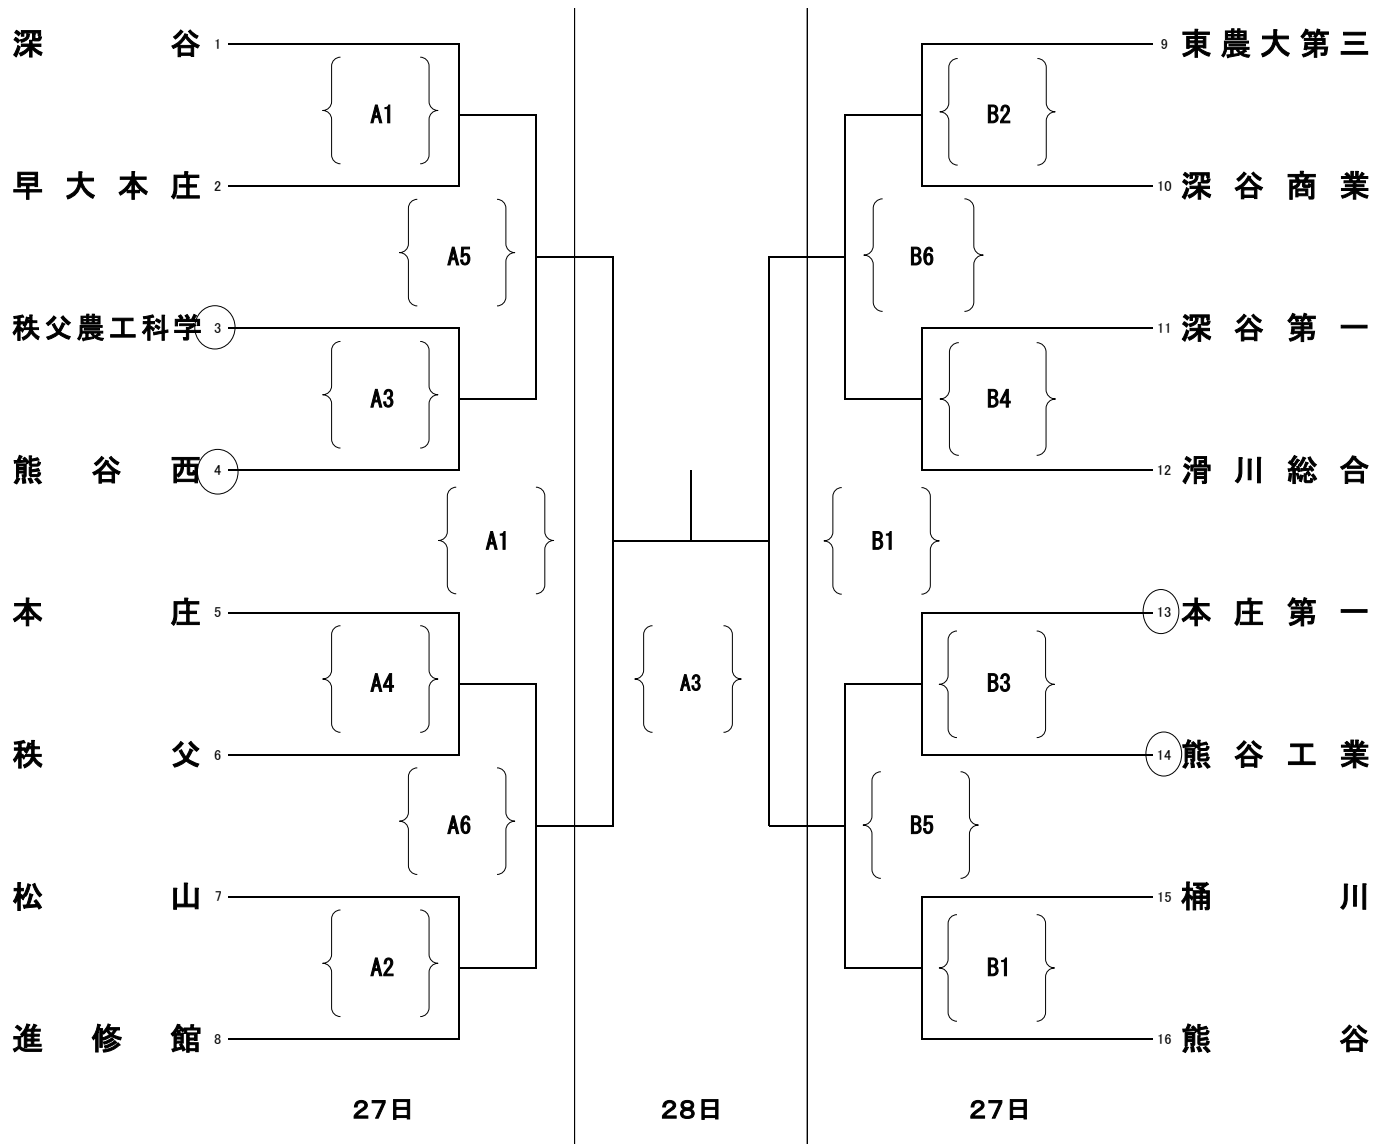 深谷 1
A1
早大本庄 2
A5
秩父農工科学 3
A3
熊谷西 4
A1
本庄 5
A4
秩父 6
A6
松山 7
A2
進修館 8
A3
9 東農大第三
B2
10 深谷商業
B6
11 深谷第一
B4
12 滑川総合
B1
13 本庄第一
B3
14 熊谷工業
B5
15 桶川
B1
16 熊谷
27日 28日 27日